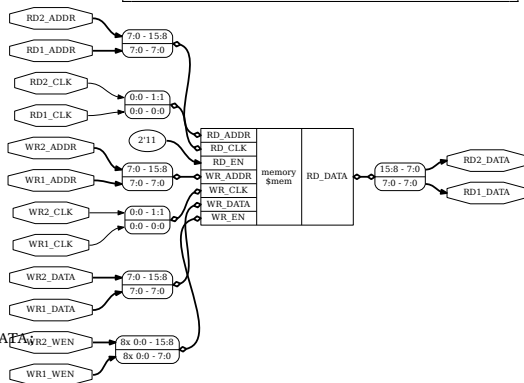 RD2_ADDR
RD1_ADDR
7:0 - 15:8
7:0 - 7:0
RD2_CLK
RD1_CLK
0:0 - 1:1
0:0 - 0:0
2'11
WR2_ADDR
WR1_ADDR
7:0 - 15:8
7:0 - 7:0
WR2_CLK
WR1_CLK
0:0 - 1:1
0:0 - 0:0
WR2_DATA
WR1_DATA
7:0 - 15:8
7:0 - 7:0
ATA;
WR2_WEN
WR1_WEN
8x 0:0 - 15:8
8x 0:0 - 7:0
RD_ADDR
RD_CLK
RD_EN
WR_ADDR
WR_CLK
WR_DATA
WR_EN
memory
$mem
RD_DATA
15:8 - 7:0
7:0 - 7:0
RD2_DATA
RD1_DATA